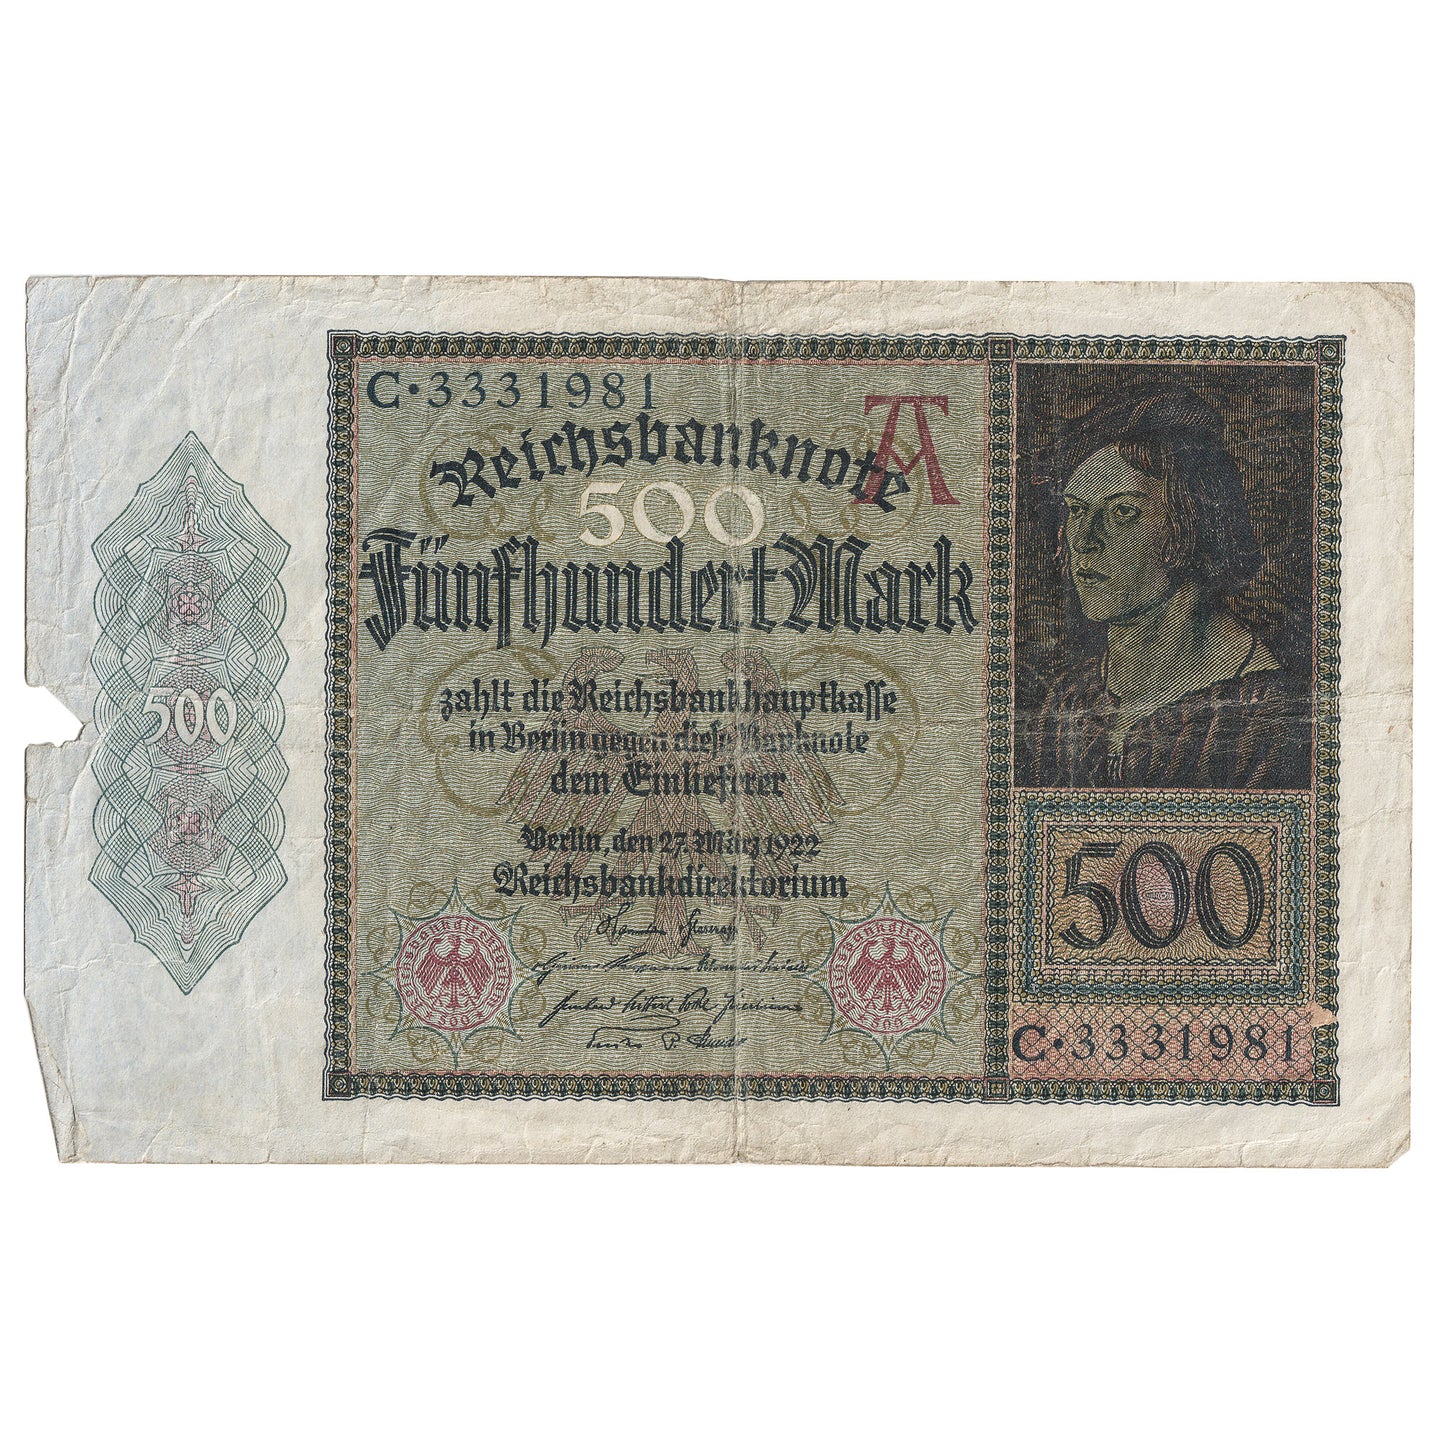 C·3331981
A
Reichsbanknote
500
Fünfhundert Mark
500
zahlt die Reichsbankhauptkasse
in Berlin gegen diese Banknote
dem Einlieferer
Berlin, den 27. März 1922
Reichsbankdirektorium
500
C·3331981